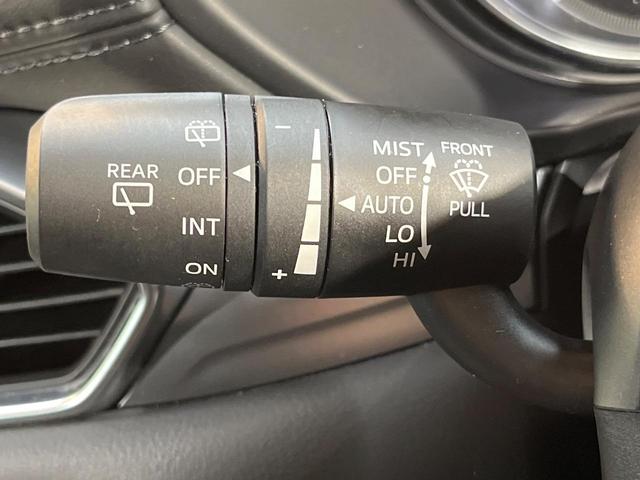 REAR
OFF
INT
ON
−
+
MIST
OFF
AUTO
LO
HI
FRONT
PULL